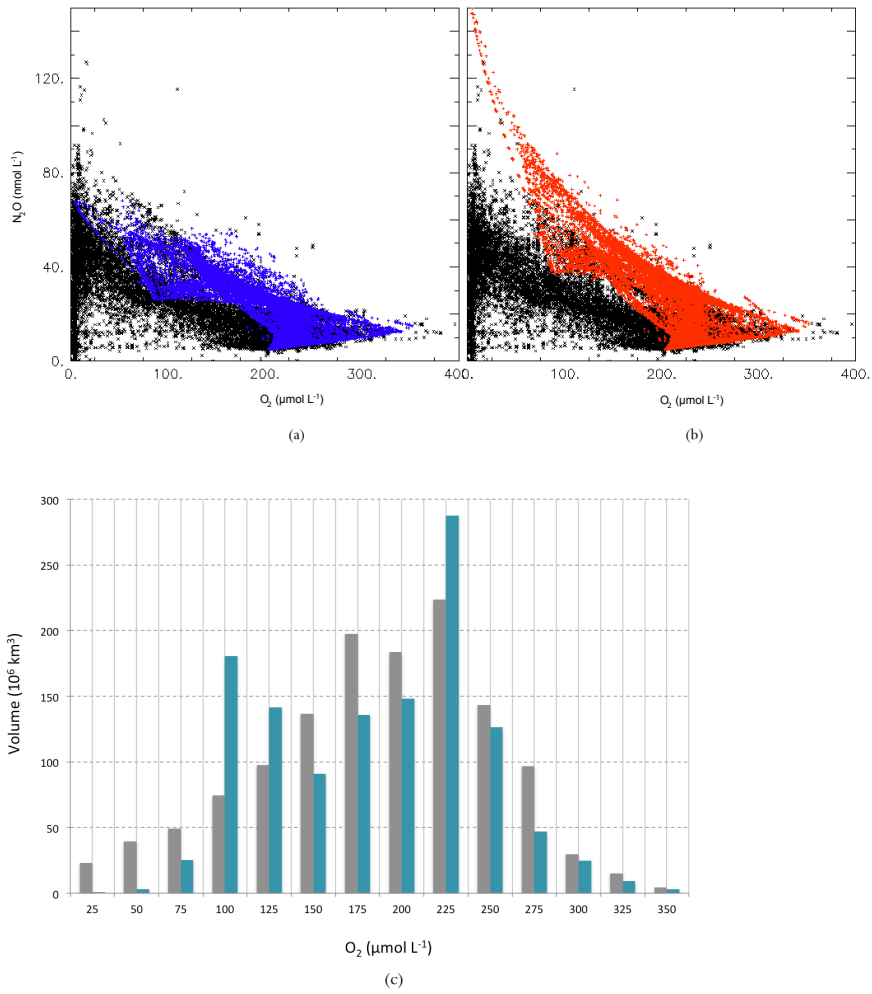 120.
80.
40.
0.
N2O (nmol L-1)
0. 100. 200. 300. 400.
0. 100. 200. 300. 400.
O2 (μmol L-1)
O2 (μmol L-1)
(a)
(b)
300
250
200
150
100
50
0
Volume (10^6 km^3)
25 50 75 100 125 150 175 200 225 250 275 300 325 350
O2 (μmol L-1)
(c)